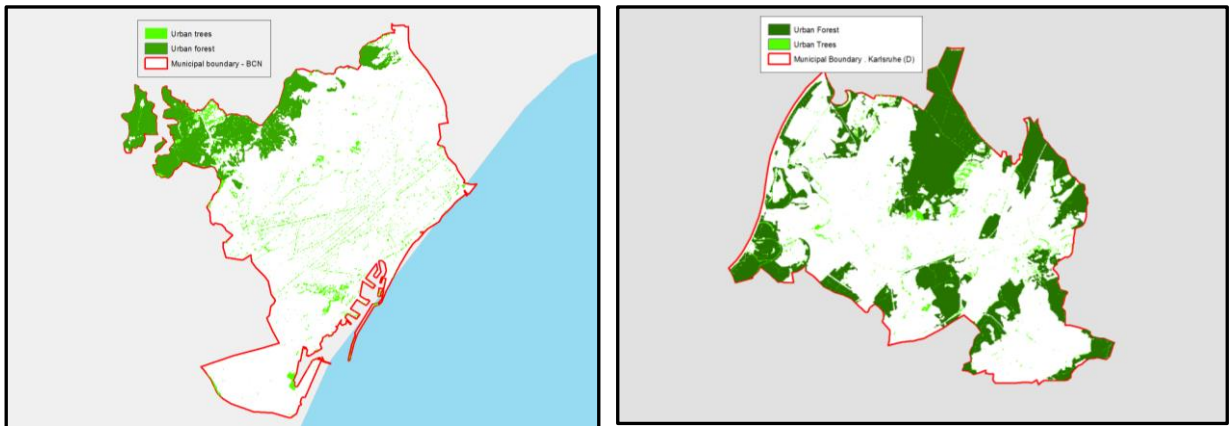 Urban trees
Urban forest
Municipal boundary - BCN
Urban Forest
Urban Trees
Municipal Boundary . Karlsruhe (D)